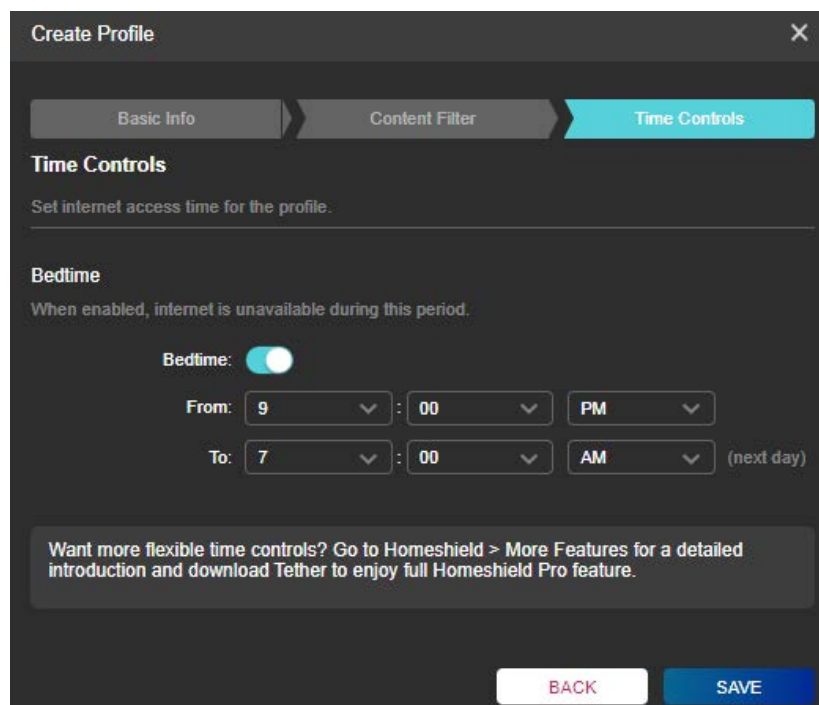 Create Profile
Basic Info Content Filter Time Controls
Time Controls
Set internet access time for the profile.
Bedtime
When enabled, internet is unavailable during this period.
Bedtime:
From: 9 : 00 PM
To: 7 : 00 AM (next day)
Want more flexible time controls? Go to Homeshield > More Features for a detailed
introduction and download Tether to enjoy full Homeshield Pro feature.
BACK SAVE